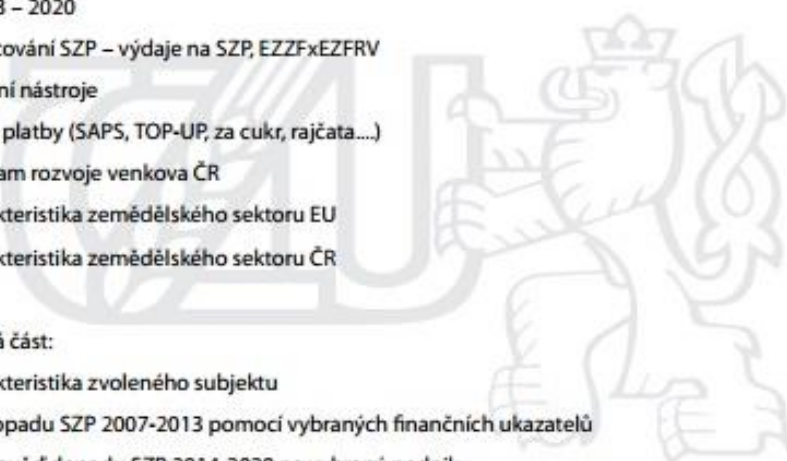 – 2020
ování SZP – výdaje na SZP, EZZFxEZFRV
ní nástroje
platby (SAPS, TOP-UP, za cukr, rajčata....)
am rozvoje venkova ČR
kteristika zemědělského sektoru EU
kteristika zemědělského sektoru ČR
část:
kteristika zvoleného subjektu
opadu SZP 2007-2013 pomocí vybraných finančních ukazatelů